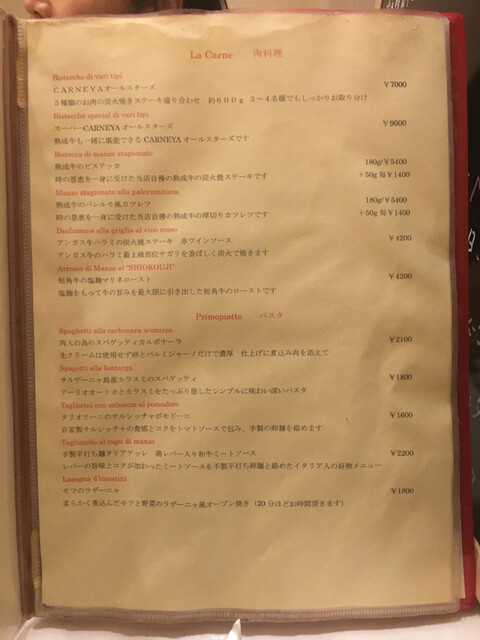 La Carne 肉料理
Bistecche di vari tipi
CARNEYAオールスターズ ¥7000
5種類のお肉の炭火焼きステーキ盛り合わせ 約600g 3～4名様でもしっかりお取り分け
Bistecche special di vari tipi
スーパーCARNEYAオールスターズ ¥9000
熟成牛も一緒に堪能できるCARNEYAオールスターズです
Bistecca di manzo stagionato
熟成牛のビステッカ 180g/¥5400
時の恩恵を一身に受けた当店自慢の熟成牛の炭火焼ステーキです +50g 毎¥1400
Manzo stagionato alla palermitana
熟成牛のパレルモ風カツレツ 180g/¥5400
時の恩恵を一身に受けた当店自慢の熟成牛の厚切りカツレツです +50g 毎¥1400
Diaframma alla griglia al vino rosso
アンガス牛ハラミの炭火焼ステーキ 赤ワインソース ¥4200
アンガス牛のハラミ最上級部位サガリを香ばしく炭火で焼きます
Arrosto di Manzo al "SHIOKOUJI"
短角牛の塩麹マリネロースト ¥4200
塩麹をもって牛の旨みを最大限に引き出した短角牛のローストです
Primopiatto パスタ
Spaghetti alla carbonara scunizza
肉人の為のスパゲッティカルボナーラ ¥2100
生クリームは使用せず卵とパルミジャーノだけで濃厚 仕上げに煮込み肉を添えて
Spagetti alla bottarga
サルデーニャ島産カラスミのスパゲッティ ¥1800
アーリオオーリオとカラスミをたっぷり使したシンプルに味わい深いパスタ
Tagliorini con salsiccia al pomodoro
タリオリーニのサルシッチャポモドーロ ¥1600
自家製サルシッチャの食感とコクをトマトソースで包み、手製の卵麺を絡めます
Tagliatelle al ragu di manzo
手製平打ち麺タリアテッレ 鶏レバー入り和牛ミートソース ¥2200
レバーの旨味とコクが加わったミートソースを手製平打ち卵麺と絡めたイタリア人の好物メニュー
Lasagna d'intestini
モツのラザーニャ ¥1800
柔らかく煮込んだモツと野菜のラザーニャ風オーブン焼き（20分ほどお時間頂きます）